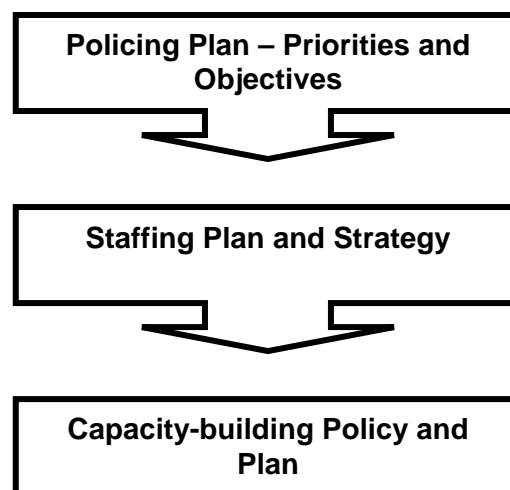 Policing Plan – Priorities and
Objectives
Staffing Plan and Strategy
Capacity-building Policy and
Plan